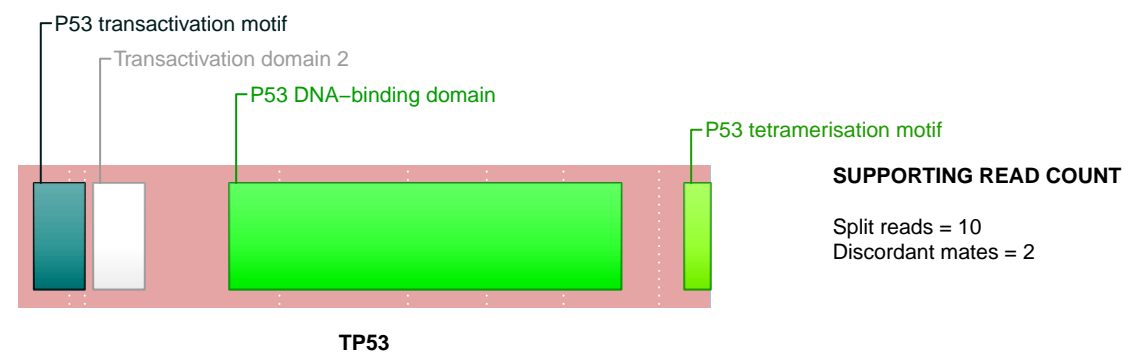 P53 transactivation motif
Transactivation domain 2
P53 DNA−binding domain
P53 tetramerisation motif
SUPPORTING READ COUNT
Split reads = 10
Discordant mates = 2
TP53